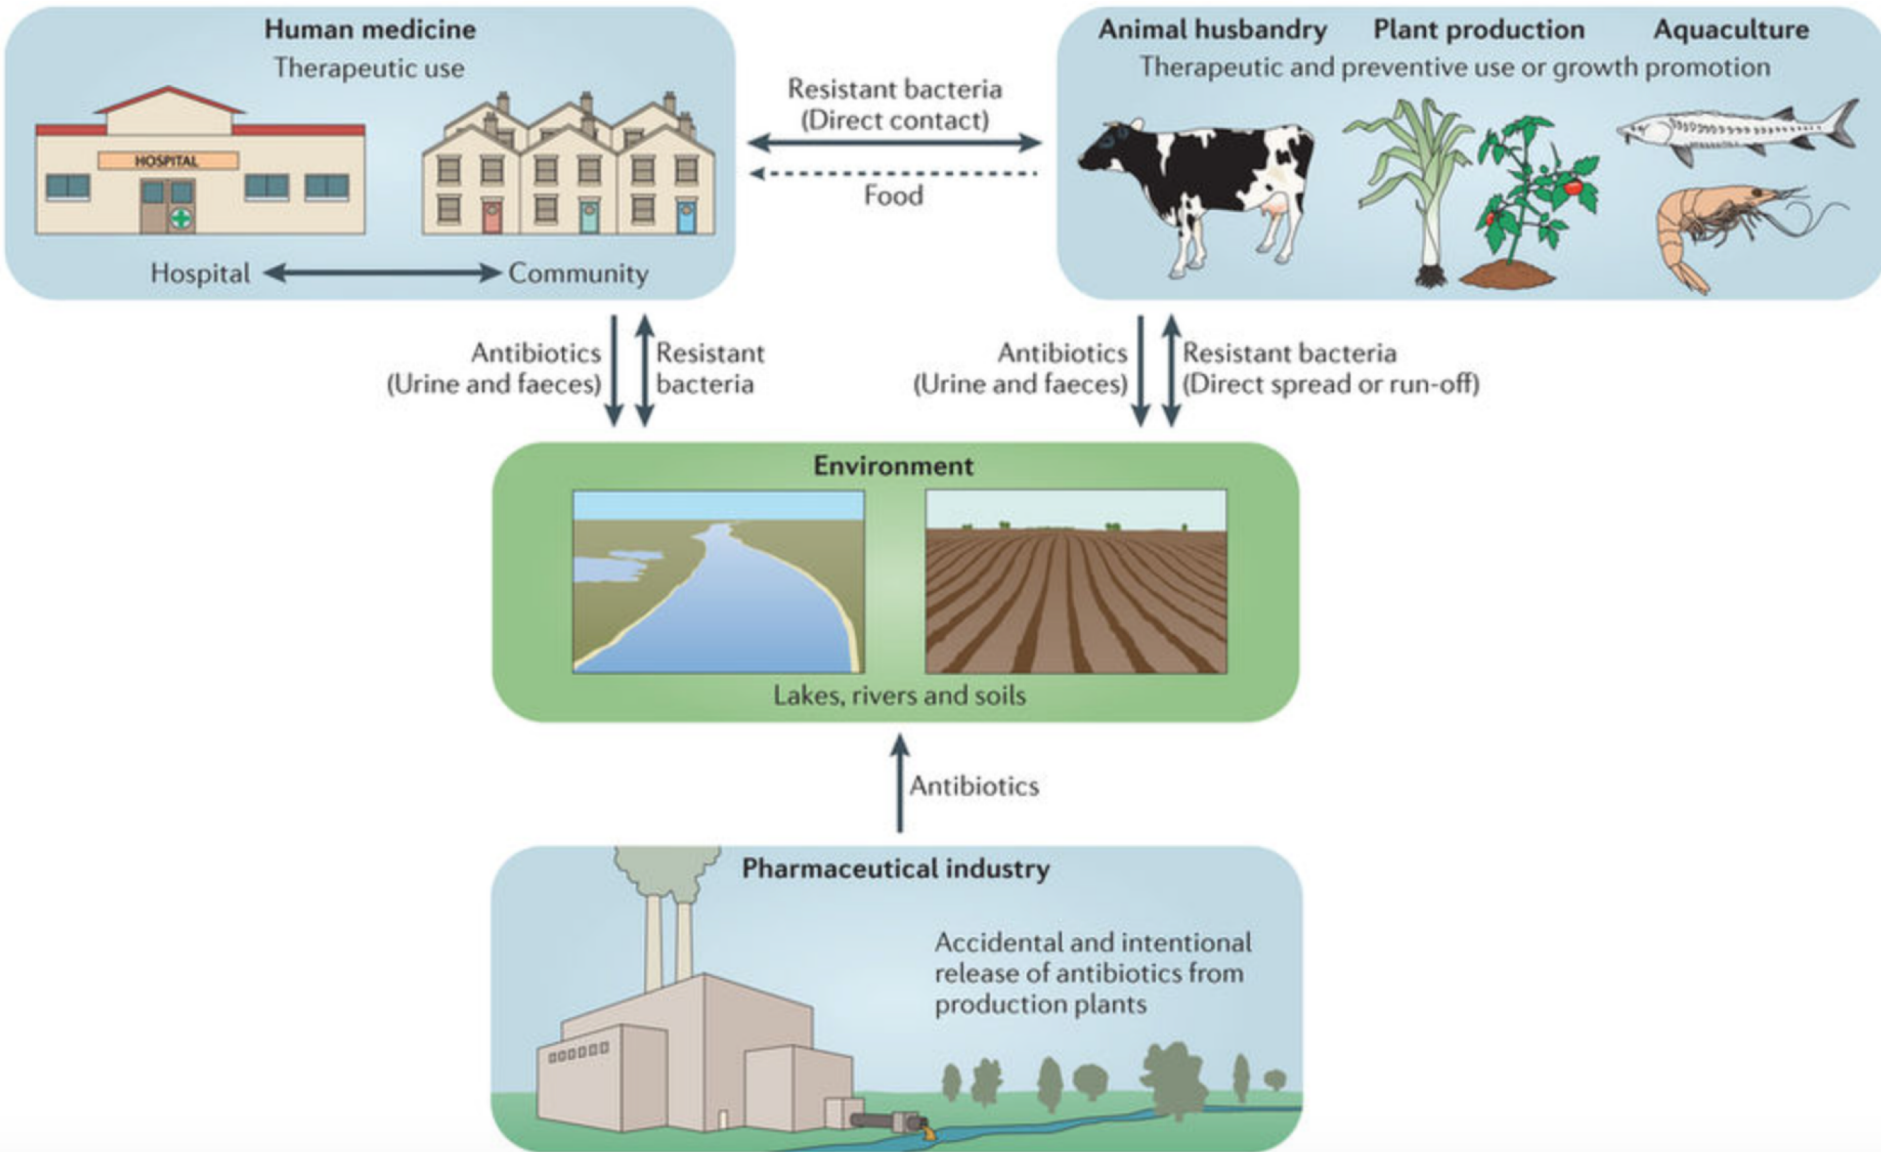 Human medicine
Therapeutic use
HOSPITAL
Hospital
Community
Resistant bacteria
(Direct contact)
Food
Animal husbandry
Plant production
Aquaculture
Therapeutic and preventive use or growth promotion
Antibiotics
(Urine and faeces)
Resistant
bacteria
Antibiotics
(Urine and faeces)
Resistant bacteria
(Direct spread or run-off)
Environment
Lakes, rivers and soils
Antibiotics
Pharmaceutical industry
Accidental and intentional
release of antibiotics from
production plants